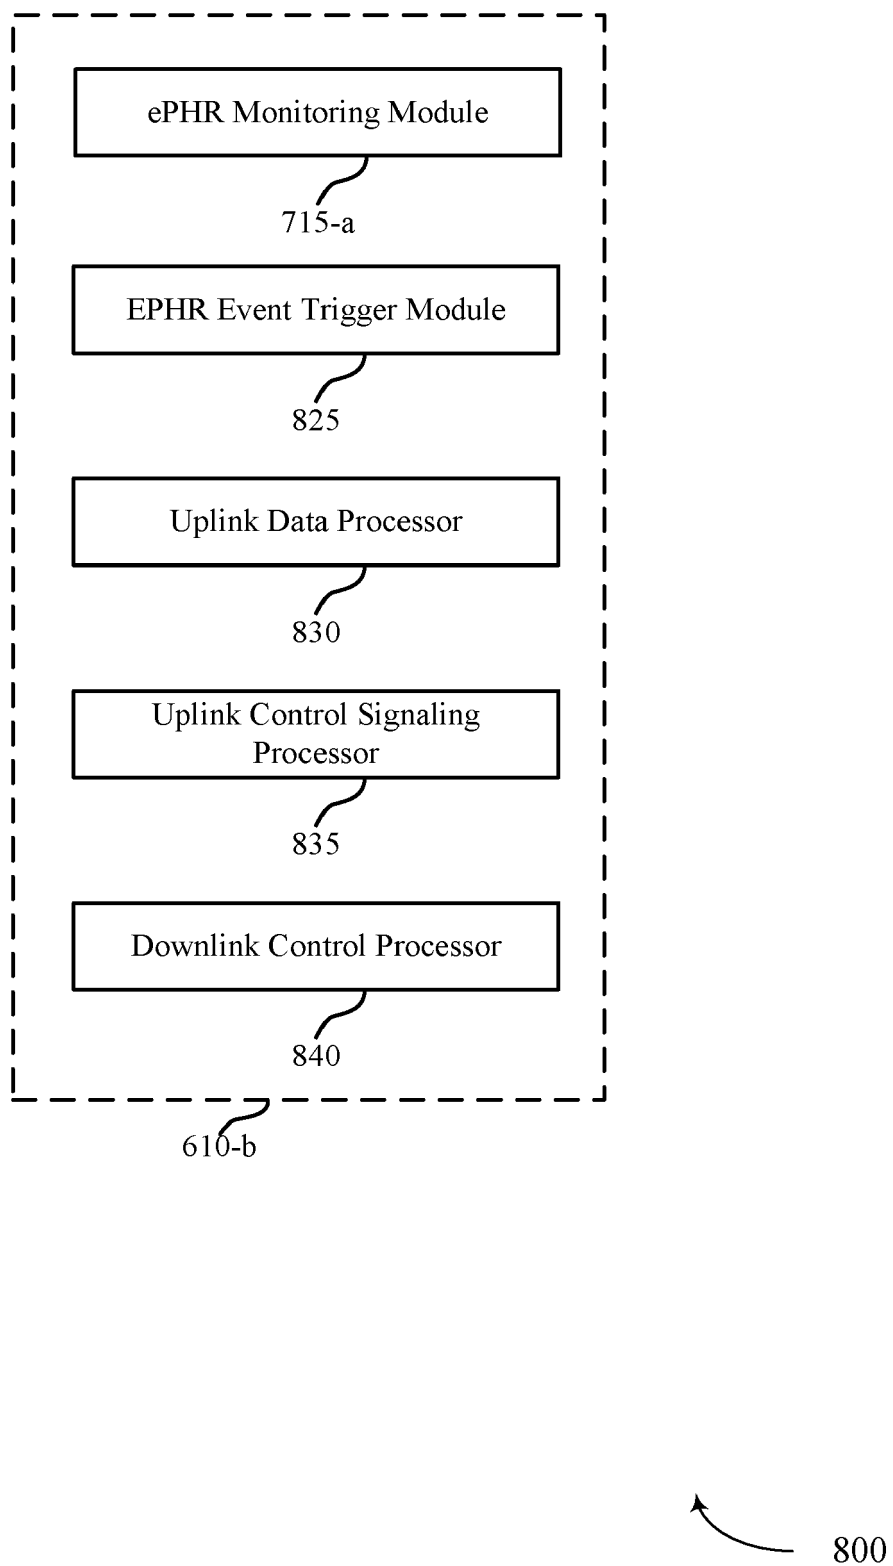 ePHR Monitoring Module
715-a
EPHR Event Trigger Module
825
Uplink Data Processor
830
Uplink Control Signaling
Processor
835
Downlink Control Processor
840
610-b
800